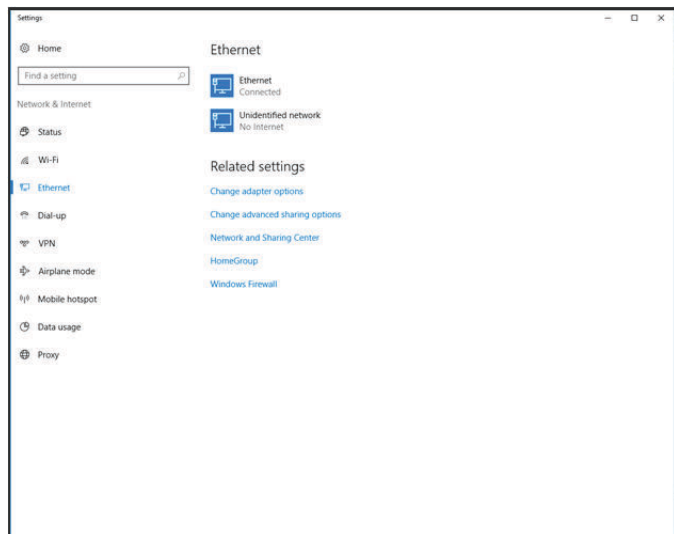 Settings
Home
Find a setting
Network & Internet
Status
Wi-Fi
Ethernet
Dial-up
VPN
Airplane mode
Mobile hotspot
Data usage
Proxy
Ethernet
Ethernet
Connected
Unidentified network
No Internet
Related settings
Change adapter options
Change advanced sharing options
Network and Sharing Center
HomeGroup
Windows Firewall